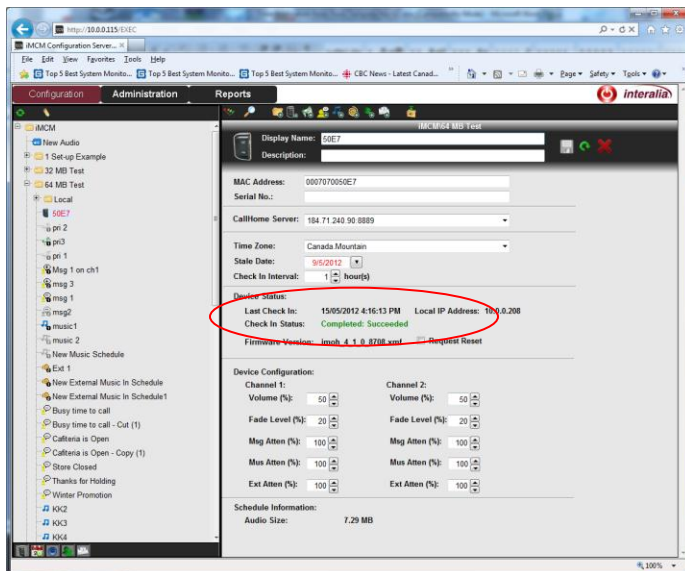 http://10.0.0.115/EXEC
iMCM Configuration Server...
File Edit View Favorites Tools Help
Top 5 Best System Monito... Top 5 Best System Monito... Top 5 Best System Monito... CBC News - Latest Canad... Page Safety Tools
Configuration Administration Reports interalia
iMCM\64 MB Test
iMCM
New Audio
1 Set-up Example
32 MB Test
64 MB Test
Local
50E7
pri 2
pri3
pri 1
Msg 1 on ch1
msg 3
msg 1
msg2
music1
music 2
New Music Schedule
Ext 1
New External Music In Schedule
New External Music In Schedule1
Busy time to call
Busy time to call - Cut (1)
Cafiteria is Open
Cafiteria is Open - Copy (1)
Store Closed
Thanks for Holding
Winter Promotion
KK2
KK3
KK4
Display Name: 50E7
Description:
MAC Address: 0007070050E7
Serial No.:
CallHome Server: 184.71.240.90:8889
Time Zone: Canada.Mountain
Stale Date: 9/5/2012
Check In Interval: 1 hour(s)
Device Status:
Last Check In: 15/05/2012 4:16:13 PM Local IP Address: 10.0.0.208
Check In Status: Completed: Succeeded
Firmware Version: imoh_4_1_0_8708.xmf Request Reset
Device Configuration:
Channel 1: Channel 2:
Volume (%): 50 Volume (%): 50
Fade Level (%): 20 Fade Level (%): 20
Msg Atten (%): 100 Msg Atten (%): 100
Mus Atten (%): 100 Mus Atten (%): 100
Ext Atten (%): 100 Ext Atten (%): 100
Schedule Information:
Audio Size: 7.29 MB
100%